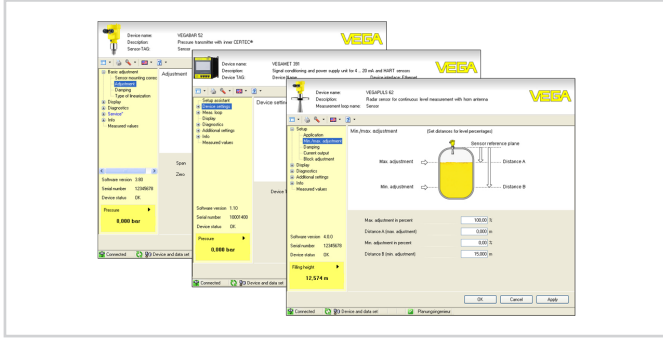 Device name: VEGABAR 52
Description: Pressure transmitter with inner CERTEC®
Sensor-TAG: Sensor
VEGA
Basic adjustment
Sensor mounting correc
Adjustment
Damping
Type of linearization
Display
Diagnostics
Service"
Info
Measured values
Adjustment
Span
Zero
Software version 3.80
Serial number 12345678
Device status OK
Pressure
0,000 bar
Connected
Device and data set
Device name: VEGAMET 391
Description: Signal conditioning and power supply unit for 4 ... 20 mA and HART sensors
Device TAG: Device Name
Device interface: Ethernet
VEGA
Setup assistant
Device settings
Meas. loop
Display
Diagnostics
Additional settings
Info
Measured values
Device settin
Device
Software version 1.10
Serial number 10001400
Device status OK
Pressure
0,000 bar
Connected
Device and data set
Device name: VEGAPULS 62
Description: Radar sensor for continuous level measurement with horn antenna
Measurement loop name: Sensor
VEGA
Setup
Application
Min./max. adjustment
Damping
Current output
Block adjustment
Display
Diagnostics
Additional settings
Info
Measured values
Min./max. adjustment (Set distances for level percentages)
Sensor reference plane
Max. adjustment
Distance A
Min. adjustment
Distance B
Max. adjustment in percent 100,00 %
Distance A (max. adjustment) 0,000 m
Min. adjustment in percent 0,00 %
Distance B (min. adjustment) 15,000 m
Software version 4.0.0
Serial number 12345678
Device status OK
Filling height
12,574 m
OK
Cancel
Apply
Connected
Device and data set
Planungsingenieur